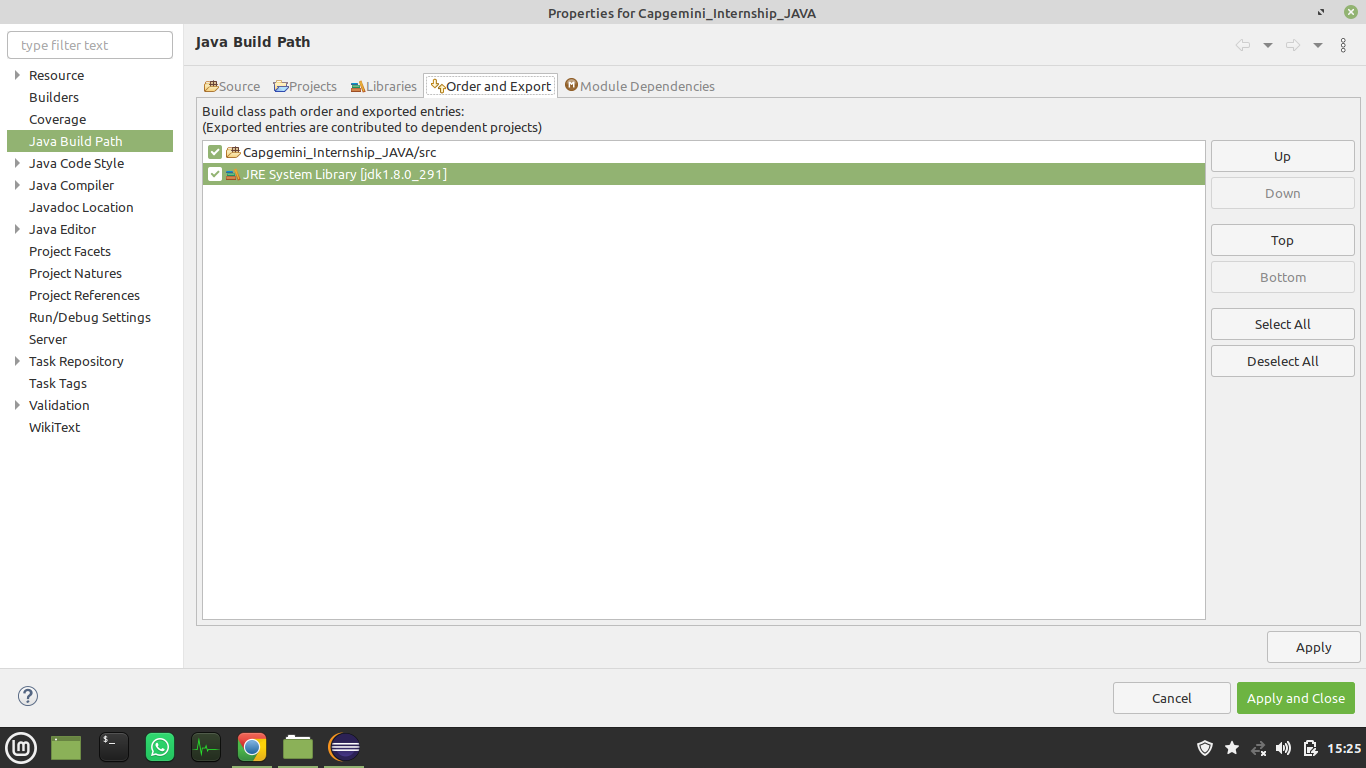 Properties for Capgemini_Internship_JAVA
type filter text
Resource
Builders
Coverage
Java Build Path
Java Code Style
Java Compiler
Javadoc Location
Java Editor
Project Facets
Project Natures
Project References
Run/Debug Settings
Server
Task Repository
Task Tags
Validation
WikiText
Java Build Path
Source Projects Libraries Order and Export M Module Dependencies
Build class path order and exported entries:
(Exported entries are contributed to dependent projects)
Capgemini_Internship_JAVA/src
JRE System Library [jdk1.8.0_291]
Up
Down
Top
Bottom
Select All
Deselect All
Apply
?
Cancel
Apply and Close
$_
15:25